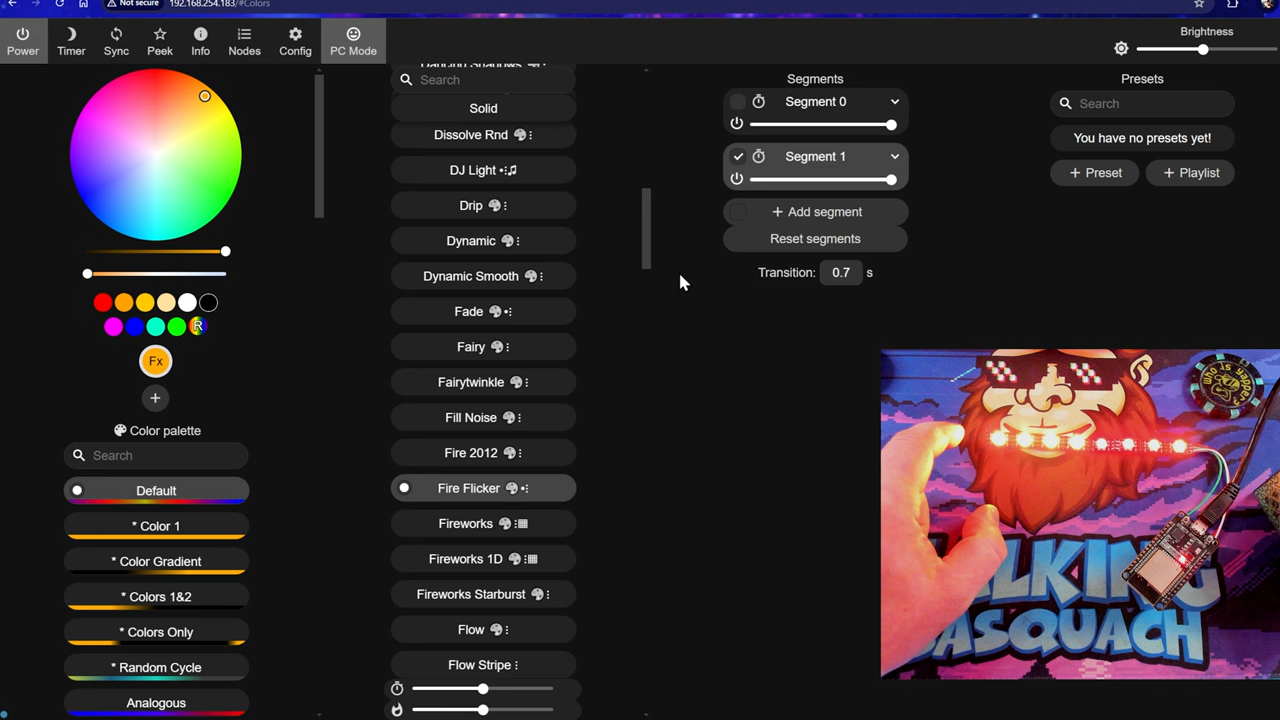 Not secure
192.168.254.183/#Colors
Power
Timer
Sync
Peek
Info
Nodes
Config
PC Mode
Brightness
Search
Default
* Color 1
* Color Gradient
* Colors 1&2
* Colors Only
* Random Cycle
Analogous
R
Fx
+
Color palette
Dancing Shadows
Search
Solid
Dissolve Rnd
DJ Light
Drip
Dynamic
Dynamic Smooth
Fade
Fairy
Fairytwinkle
Fill Noise
Fire 2012
Fire Flicker
Fireworks
Fireworks 1D
Fireworks Starburst
Flow
Flow Stripe
Segments
Segment 0
Segment 1
+ Add segment
Reset segments
Transition: 0.7 s
Presets
Search
You have no presets yet!
+ Preset
+ Playlist
ALKING
SASQUACH